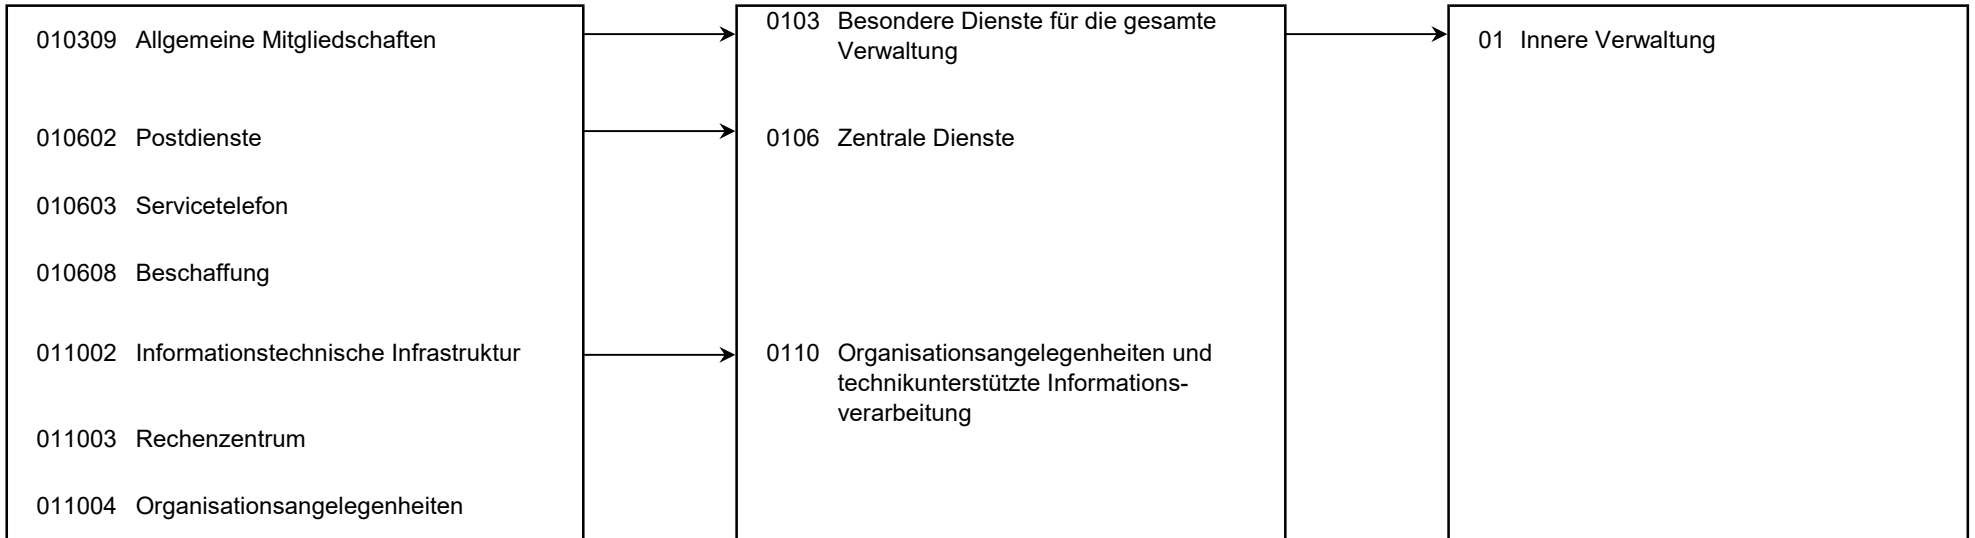 010309 Allgemeine Mitgliedschaften
010602 Postdienste
010603 Servicetelefon
010608 Beschaffung
011002 Informationstechnische Infrastruktur
011003 Rechenzentrum
011004 Organisationsangelegenheiten
0103 Besondere Dienste für die gesamte
Verwaltung
0106 Zentrale Dienste
0110 Organisationsangelegenheiten und
technikunterstützte Informations-
verarbeitung
01 Innere Verwaltung